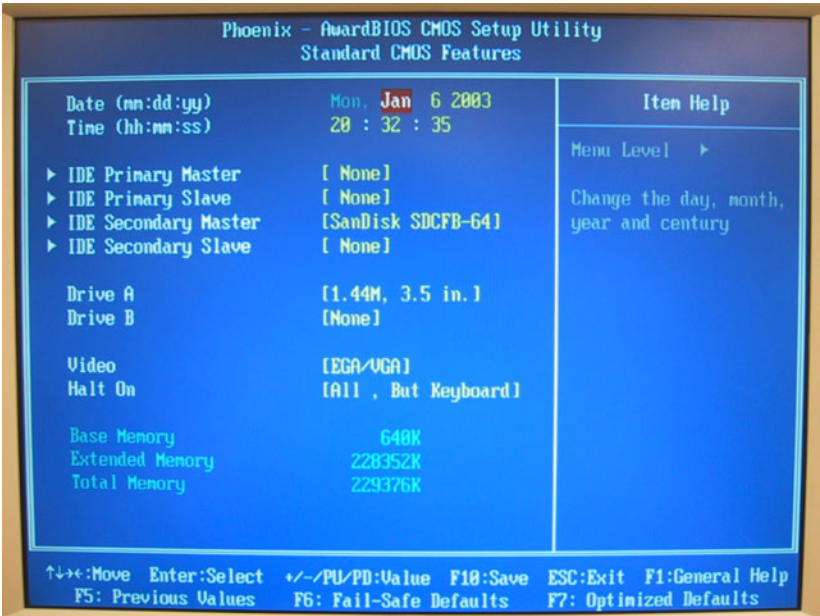 Phoenix - AwardBIOS CMOS Setup Utility
Standard CMOS Features
Date (mm:dd:yy) Mon, Jan 6 2003
Time (hh:mm:ss) 20 : 32 : 35
IDE Primary Master [ None]
IDE Primary Slave [ None]
IDE Secondary Master [SanDisk SDCFB-64]
IDE Secondary Slave [ None]
Drive A [1.44M, 3.5 in.]
Drive B [None]
Video [EGA/VGA]
Halt On [All , But Keyboard]
Base Memory 640K
Extended Memory 228352K
Total Memory 229376K
Item Help
Menu Level
Change the day, month,
year and century
↑↓→←:Move Enter:Select +/-/PU/PD:Value F10:Save ESC:Exit F1:General Help
F5: Previous Values F6: Fail-Safe Defaults F7: Optimized Defaults